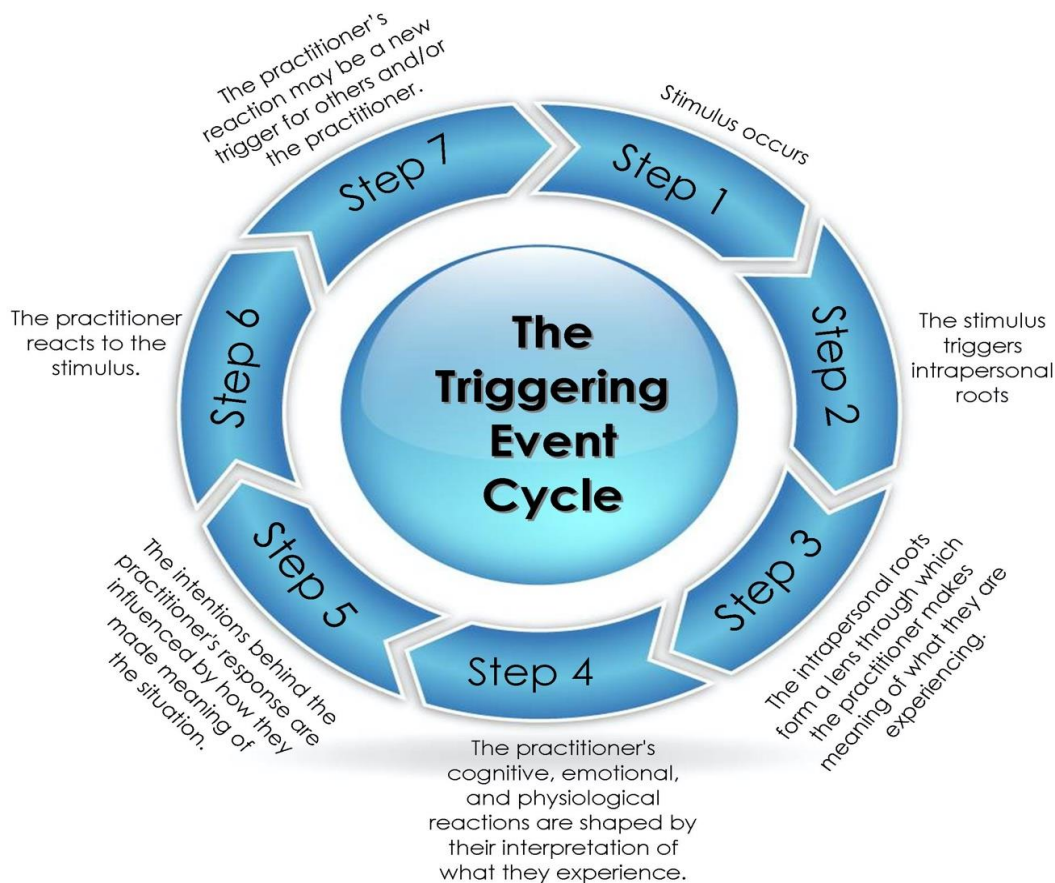 The
Triggering
Event
Cycle
Step 1
Stimulus occurs
Step 2
The stimulus
triggers
intrapersonal
roots
Step 3
The intrapersonal roots
form a lens through which
the practitioner makes
meaning of what they are
experiencing.
Step 4
The practitioner's
cognitive, emotional,
and physiological
reactions are shaped by
their interpretation of
what they experience.
Step 5
The intentions behind the
practitioner's response are
influenced by how they
made meaning of
the situation.
Step 6
The practitioner
reacts to the
stimulus.
Step 7
The practitioner's
reaction may be a new
trigger for others and/or
the practitioner.